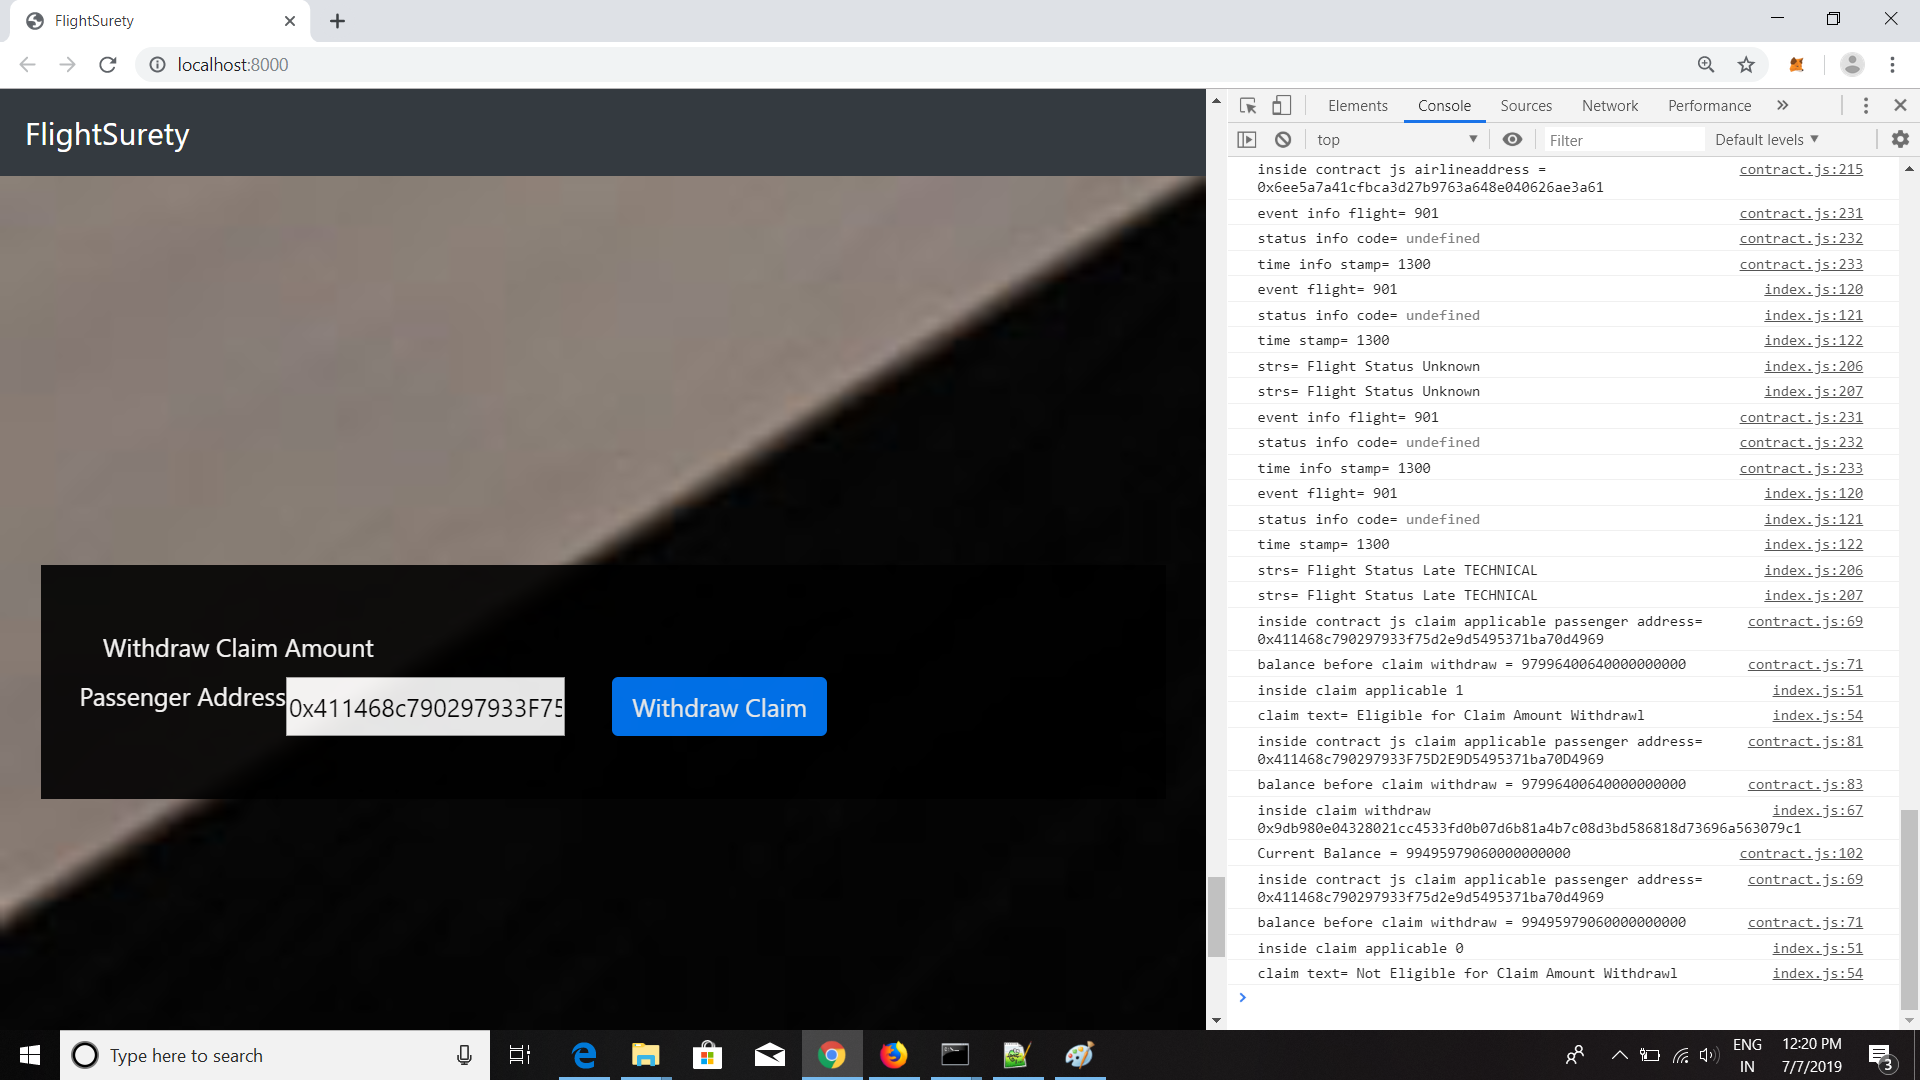 FlightSurety
localhost:8000
FlightSurety
Withdraw Claim Amount
Passenger Address
0x411468c790297933F75
Withdraw Claim
Elements Console Sources Network Performance
top Filter Default levels
inside contract js airlineaddress = contract.js:215
0x6ee5a7a41cfbca3d27b9763a648e040626ae3a61
event info flight= 901 contract.js:231
status info code= undefined contract.js:232
time info stamp= 1300 contract.js:233
event flight= 901 index.js:120
status info code= undefined index.js:121
time stamp= 1300 index.js:122
strs= Flight Status Unknown index.js:206
strs= Flight Status Unknown index.js:207
event info flight= 901 contract.js:231
status info code= undefined contract.js:232
time info stamp= 1300 contract.js:233
event flight= 901 index.js:120
status info code= undefined index.js:121
time stamp= 1300 index.js:122
strs= Flight Status Late TECHNICAL index.js:206
strs= Flight Status Late TECHNICAL index.js:207
inside contract js claim applicable passenger address= contract.js:69
0x411468c790297933f75d2e9d5495371ba70d4969
balance before claim withdraw = 97996400640000000000 contract.js:71
inside claim applicable 1 index.js:51
claim text= Eligible for Claim Amount Withdrawl index.js:54
inside contract js claim applicable passenger address= contract.js:81
0x411468c790297933F75D2E9D5495371ba70D4969
balance before claim withdraw = 97996400640000000000 contract.js:83
inside claim withdraw index.js:67
0x9db980e04328021cc4533fd0b07d6b81a4b7c08d3bd586818d73696a563079c1
Current Balance = 99495979060000000000 contract.js:102
inside contract js claim applicable passenger address= contract.js:69
0x411468c790297933f75d2e9d5495371ba70d4969
balance before claim withdraw = 99495979060000000000 contract.js:71
inside claim applicable 0 index.js:51
claim text= Not Eligible for Claim Amount Withdrawl index.js:54
Type here to search
ENG
IN
12:20 PM
7/7/2019
3